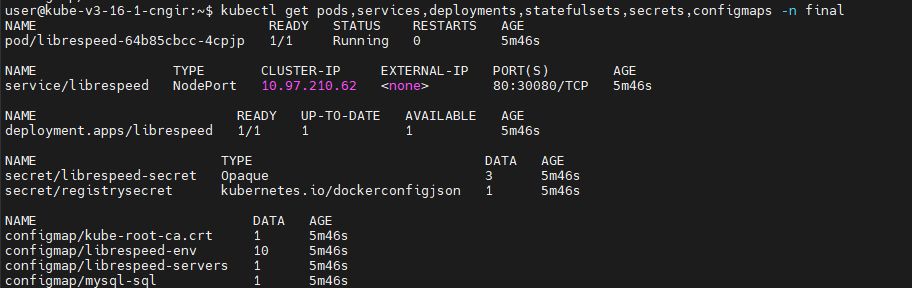 user@kube-v3-16-1-cngir:~$ kubectl get pods,services,deployments,statefulsets,secrets,configmaps -n final
NAME READY STATUS RESTARTS AGE
pod/librespeed-64b85cbcc-4cpjp 1/1 Running 0 5m46s
NAME TYPE CLUSTER-IP EXTERNAL-IP PORT(S) AGE
service/librespeed NodePort 10.97.210.62 <none> 80:30080/TCP 5m46s
NAME READY UP-TO-DATE AVAILABLE AGE
deployment.apps/librespeed 1/1 1 1 5m46s
NAME TYPE DATA AGE
secret/librespeed-secret Opaque 3 5m46s
secret/registrysecret kubernetes.io/dockerconfigjson 1 5m46s
NAME DATA AGE
configmap/kube-root-ca.crt 1 5m46s
configmap/librespeed-env 10 5m46s
configmap/librespeed-servers 1 5m46s
configmap/mysql-sql 1 5m46s